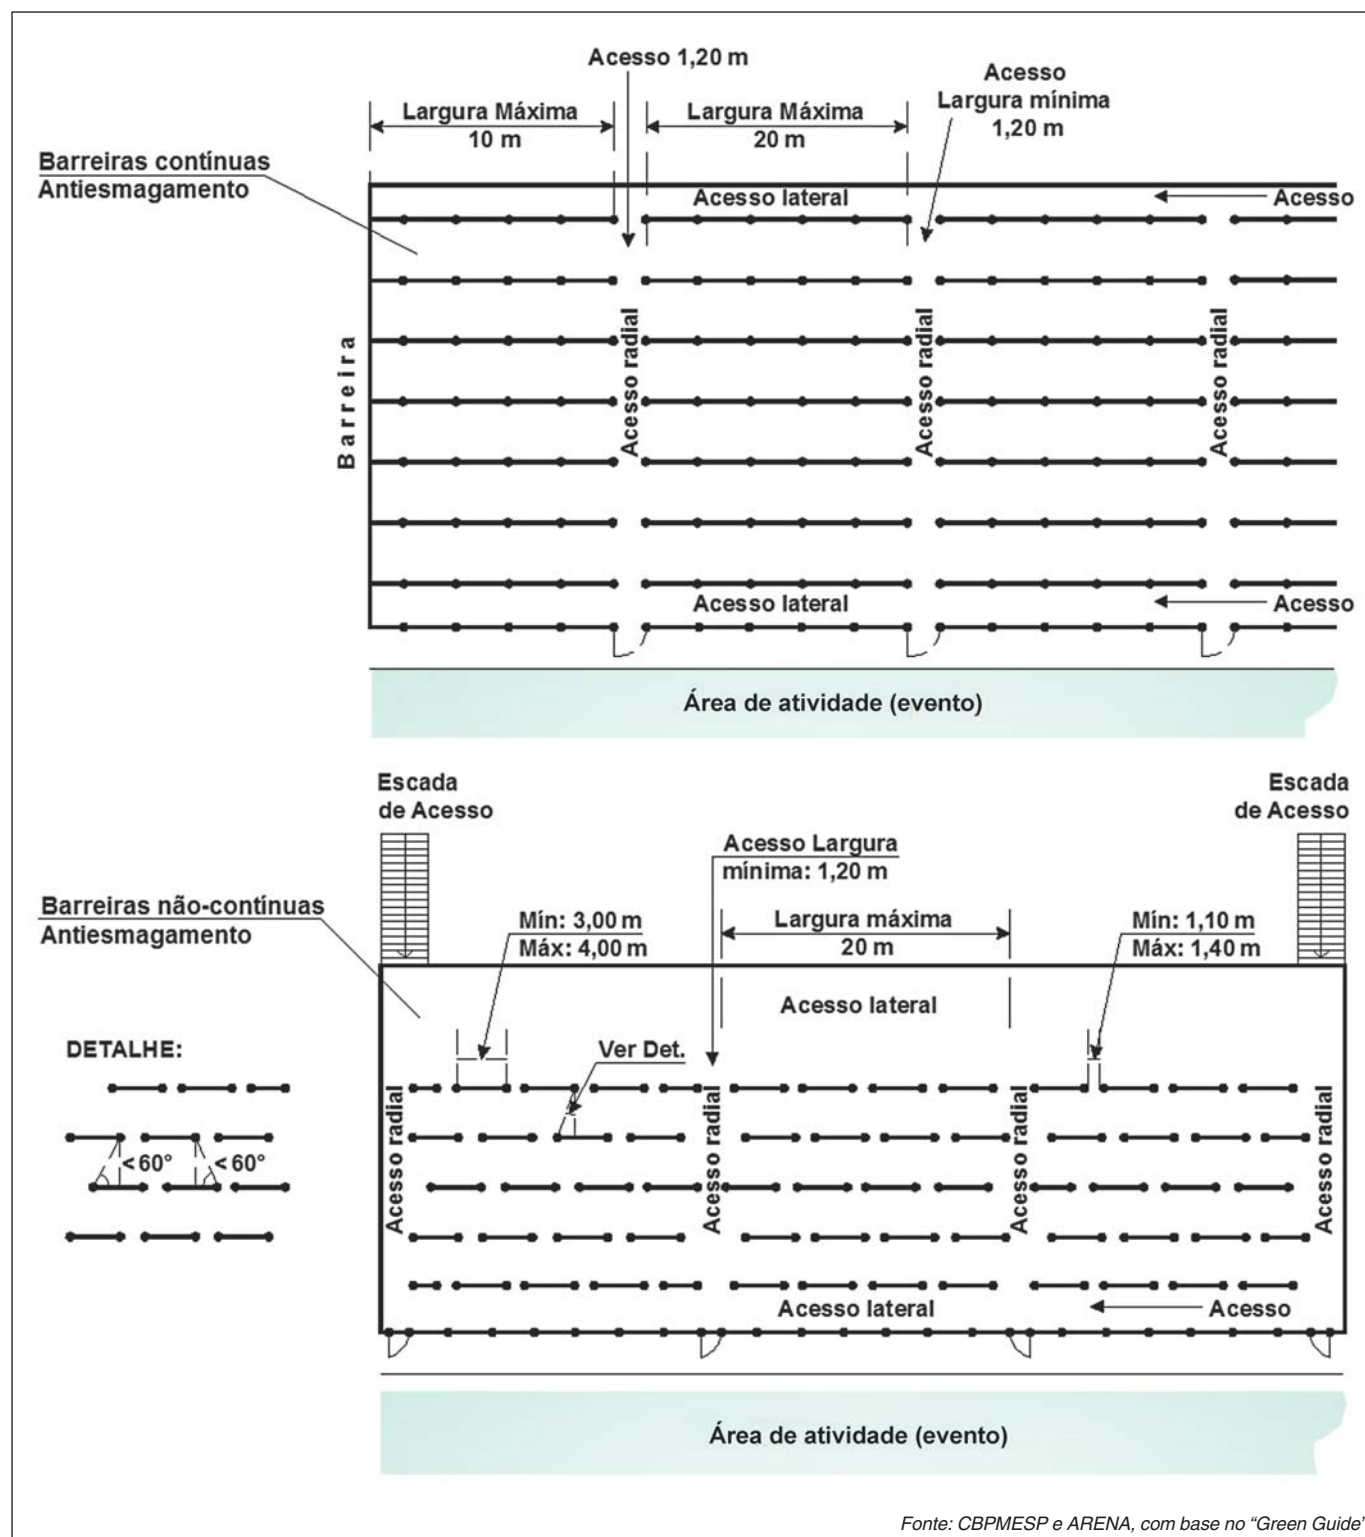 Acesso 1,20 m
Acesso
Largura mínima
1,20 m
Largura Máxima
10 m
Largura Máxima
20 m
Barreiras contínuas
Antiesmagamento
Acesso lateral
Acesso
Barreira
Acesso radial
Acesso radial
Acesso radial
Acesso lateral
Acesso
Área de atividade (evento)
Escada
de Acesso
Escada
de Acesso
Acesso Largura
mínima: 1,20 m
Barreiras não-contínuas
Antiesmagamento
Mín: 3,00 m
Máx: 4,00 m
Largura máxima
20 m
Mín: 1,10 m
Máx: 1,40 m
Acesso lateral
DETALHE:
Ver Det.
< 60°
< 60°
Acesso radial
Acesso radial
Acesso radial
Acesso radial
Acesso lateral
Acesso
Área de atividade (evento)
Fonte: CBPMESP e ARENA, com base no “Green Guide”